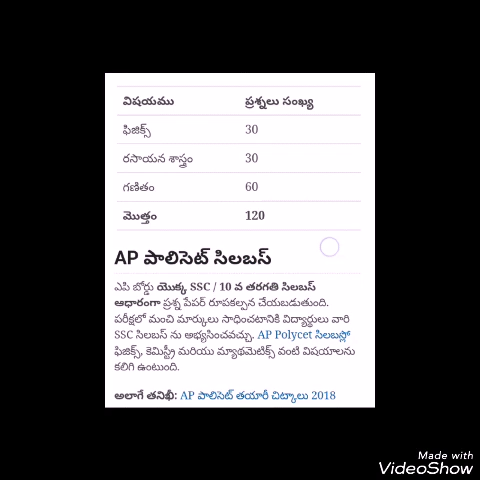 విషయము ప్రశ్నలు సంఖ్య
ఫిజిక్స్ 30
రసాయన శాస్త్రం 30
గణితం 60
మొత్తం 120
AP పాలిసెట్ సిలబస్
ఎపి బోర్డు యొక్క SSC / 10 వ తరగతి సిలబస్
ఆధారంగా ప్రశ్న పేపర్ రూపకల్పన చేయబడుతుంది.
పరీక్షలో మంచి మార్కులు సాధించటానికి విద్యార్థులు వారి
SSC సిలబస్ ను అభ్యసించవచ్చు. AP Polycet సిలబస్లో
ఫిజిక్స్, కెమిస్ట్రీ మరియు మ్యాథమెటిక్స్ వంటి విషయాలను
కలిగి ఉంటుంది.
అలాగే తనిఖీ: AP పాలిసెట్ తయారీ చిట్కాలు 2018
Made with
VideoShow